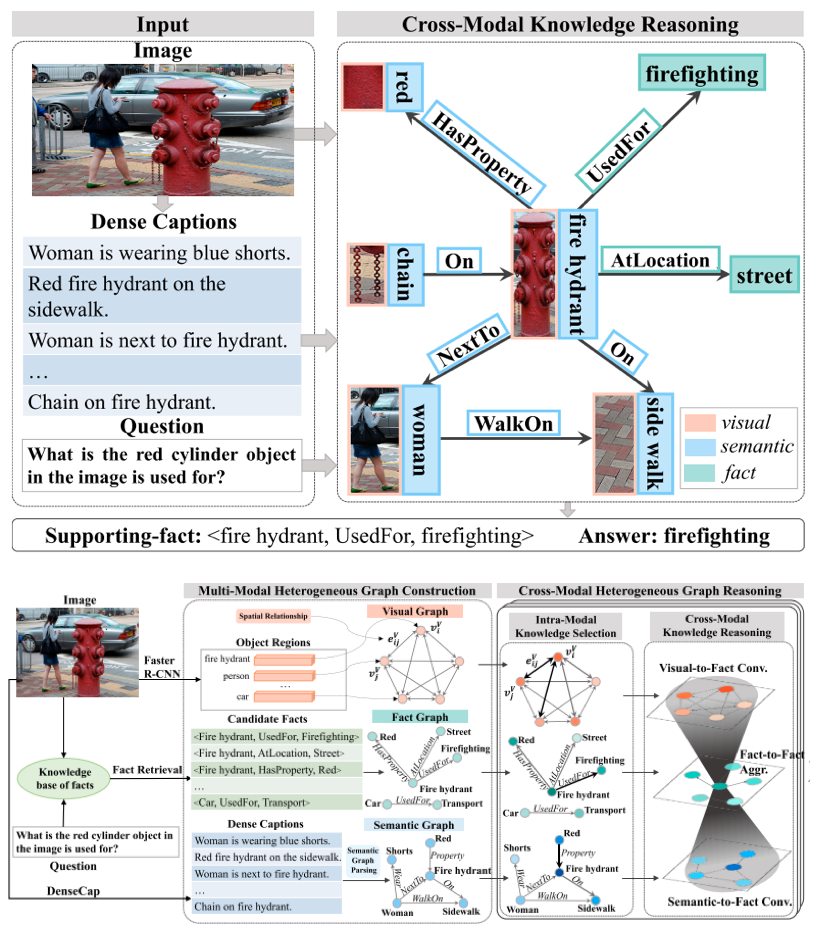 Input
Cross-Modal Knowledge Reasoning
Image
Dense Captions
Woman is wearing blue shorts.
Red fire hydrant on the
sidewalk.
Woman is next to fire hydrant.
…
Chain on fire hydrant.
Question
What is the red cylinder object
in the image is used for?
red
HasProperty
firefighting
UsedFor
chain
On
fire hydrant
AtLocation
street
NextTo
On
woman
WalkOn
side walk
visual
semantic
fact
Supporting-fact: <fire hydrant, UsedFor, firefighting> Answer: firefighting
Image
Faster
R-CNN
Knowledge
base of facts
Fact Retrieval
What is the red cylinder object in
the image is used for?
Question
DenseCap
Multi-Modal Heterogeneous Graph Construction
Spatial Relationship
Visual Graph
Object Regions
fire hydrant
person
…
car
e_{ij}^V
v_i^V
v_j^V
Candidate Facts
<Fire hydrant, UsedFor, Firefighting>
<Fire hydrant, AtLocation, Street>
<Fire hydrant, HasProperty, Red>
…
<Car, UsedFor, Transport>
Fact Graph
Red
Street
Firefighting
HasProperty
AtLocation
UsedFor
Fire hydrant
Car
UsedFor
Transport
Dense Captions
Woman is wearing blue shorts.
Red fire hydrant on the sidewalk.
Woman is next to fire hydrant.
…
Chain on fire hydrant.
Semantic
Graph
Parsing
Semantic Graph
Red
Shorts
Property
Fire hydrant
Wear
NextTo
On
WalkOn
Woman
Sidewalk
Cross-Modal Heterogeneous Graph Reasoning
Intra-Modal
Knowledge Selection
e_{ij}^V
v_i^V
v_j^V
Red
Street
Firefighting
HasProperty
AtLocation
UsedFor
Fire hydrant
Car
UsedFor
Transport
Red
Shorts
Property
Fire hydrant
Wear
NextTo
On
WalkOn
Woman
Sidewalk
Cross-Modal
Knowledge Reasoning
Visual-to-Fact Conv.
Fact-to-Fact
Aggr.
Semantic-to-Fact Conv.